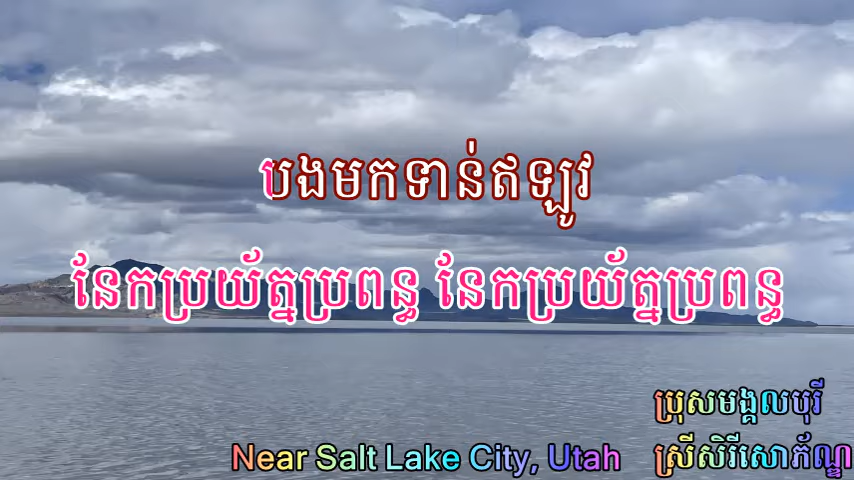 បងមកទាន់ឥឡូវ
នែកប្រយ័ត្នប្រពន្ធ នែកប្រយ័ត្នប្រពន្ធ
ប្រុសមង្គលបុរី
Near Salt Lake City, Utah
ស្រីសិរីសោភ័ណ្ឌ